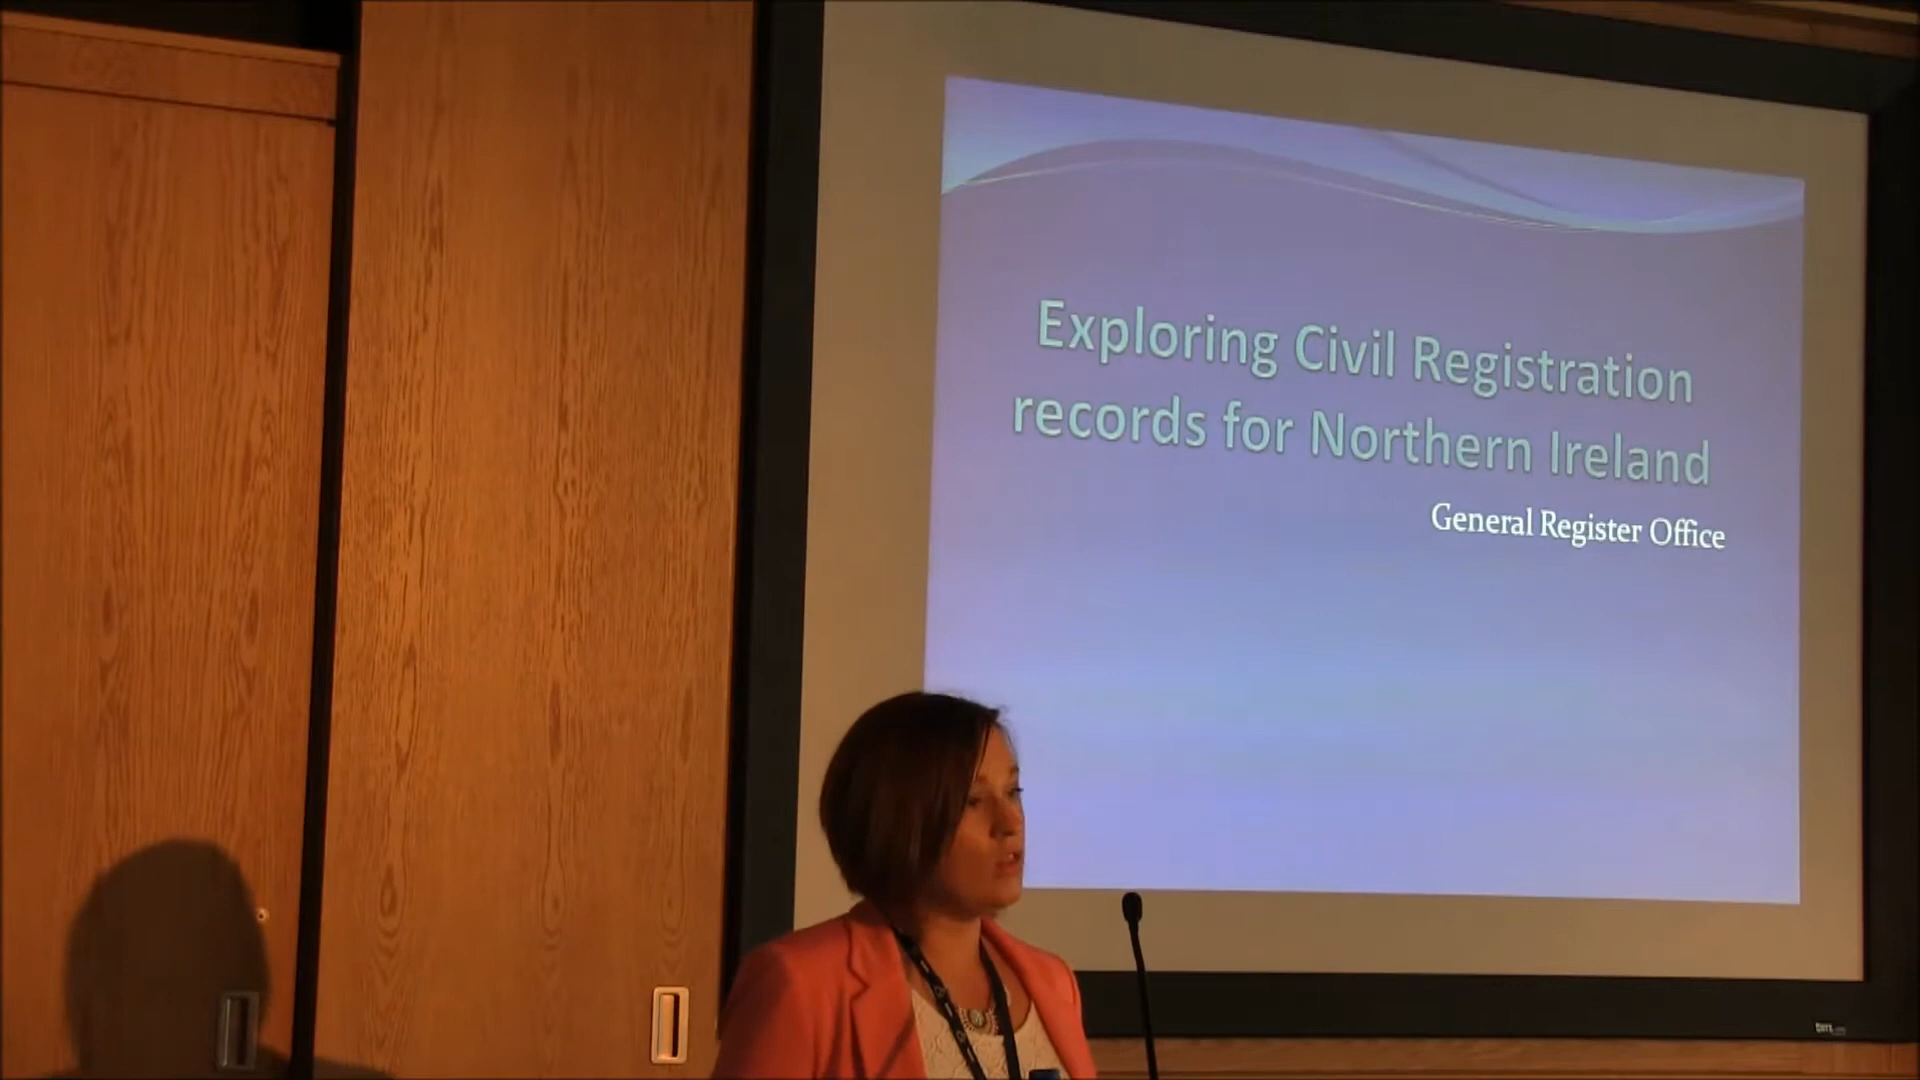 Exploring Civil Registration
records for Northern Ireland
General Register Office